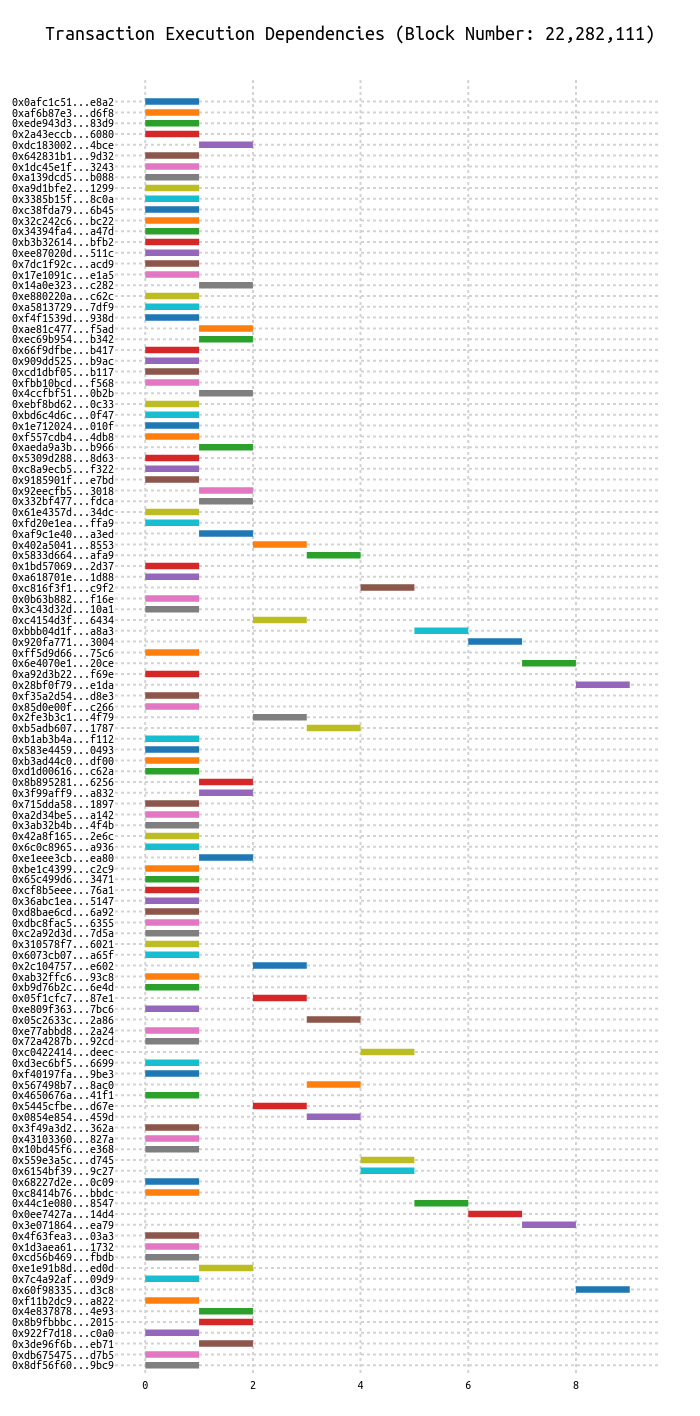 Transaction Execution Dependencies (Block Number: 22,282,111)
0x0afc1c51...e8a2
0xaf6b87e3...d6f8
0xede943d3...83d9
0x2a43eccb...6080
0xdc183002...4bce
0x642831b1...9d32
0x1dc45e1f...3243
0xa139dcd5...b088
0xa9d1bfe2...1299
0x3385b15f...8c0a
0xc38fda79...6b45
0x32c242c6...bc22
0x34394fa4...a47d
0xb3b32614...bfb2
0xee87020d...511c
0x7dc1f92c...acd9
0x17e1091c...e1a5
0x14a0e323...c282
0xe880220a...c62c
0xa5813729...7df9
0xf4f1539d...938d
0xae81c477...f5ad
0xec69b954...b342
0x66f9dfbe...b417
0x909dd525...b9ac
0xcd1dbf05...b117
0xfbb10bcd...f568
0x4ccfbf51...0b2b
0xebf8bd62...0c33
0xbd6c4d6c...0f47
0x1e712024...010f
0xf557cdb4...4db8
0xaeda9a3b...b966
0x5309d288...8d63
0xc8a9ecb5...f322
0x9185901f...e7bd
0x92eecfb5...3018
0x332bf477...fdca
0x61e4357d...34dc
0xfd20e1ea...ffa9
0xaf9c1e40...a3ed
0x402a5041...8553
0x5833d664...afa9
0x1bd57069...2d37
0xa618701e...1d88
0xc816f3f1...c9f2
0x0b63b882...f16e
0x3c43d32d...10a1
0xc4154d3f...6434
0xbbb04d1f...a8a3
0x920fa771...3004
0xff5d9d66...75c6
0x6e4070e1...20ce
0xa92d3b22...f69e
0x28bf0f79...e1da
0xf35a2d54...d8e3
0x85d0e00f...c266
0x2fe3b3c1...4f79
0xb5adb607...1787
0xb1ab3b4a...f112
0x583e4459...0493
0xb3ad44c0...df00
0xd1d00616...c62a
0x8b895281...6256
0x3f99aff9...a832
0x715dda58...1897
0xa2d34be5...a142
0x3ab32b4b...4f4b
0x42a8f165...2e6c
0x6c0c8965...a936
0xe1eee3cb...ea80
0xbe1c4399...c2c9
0x65c499d6...3471
0xcf8b5eee...76a1
0x36abc1ea...5147
0xd8bae6cd...6a92
0xdbc8fac5...6355
0xc2a92d3d...7d5a
0x310578f7...6021
0x6073cb07...a65f
0x2c104757...e602
0xab32ffc6...93c8
0xb9d76b2c...6e4d
0x05f1cfc7...87e1
0xe809f363...7bc6
0x05c2633c...2a86
0xe77abbd8...2a24
0x72a4287b...92cd
0xc0422414...deec
0xd3ec6bf5...6699
0xf40197fa...9be3
0x567498b7...8ac0
0x4650676a...41f1
0x5445cfbe...d67e
0x0854e854...459d
0x3f49a3d2...362a
0x43103360...827a
0x10bd45f6...e368
0x559e3a5c...d745
0x6154bf39...9c27
0x68227d2e...0c09
0xc8414b76...bbdc
0x44c1e080...8547
0x0ee7427a...14d4
0x3e071864...ea79
0x4f63fea3...03a3
0x1d3aea61...1732
0xcd56b469...fbdb
0xe1e91b8d...ed0d
0x7c4a92af...09d9
0x60f98335...d3c8
0xf11b2dc9...a822
0x4e837878...4e93
0x8b9fbbbc...2015
0x922f7d18...c0a0
0x3de96f6b...eb71
0xdb675475...d7b5
0x8df56f60...9bc9
0 2 4 6 8